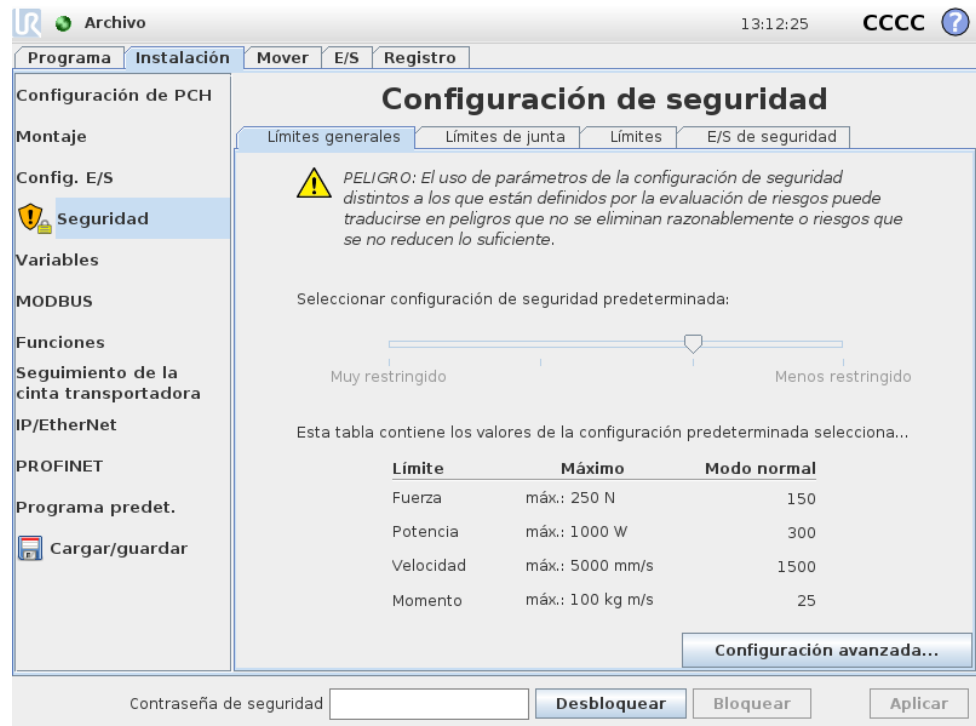 UR Archivo 13:12:25 CCCC ?
Programa Instalación Mover E/S Registro
Configuración de PCH
Montaje
Config. E/S
Seguridad
Variables
MODBUS
Funciones
Seguimiento de la
cinta transportadora
IP/EtherNet
PROFINET
Programa predet.
Cargar/guardar
Configuración de seguridad
Límites generales Límites de junta Límites E/S de seguridad
PELIGRO: El uso de parámetros de la configuración de seguridad
distintos a los que están definidos por la evaluación de riesgos puede
traducirse en peligros que no se eliminan razonablemente o riesgos que
se no reducen lo suficiente.
Seleccionar configuración de seguridad predeterminada:
Muy restringido Menos restringido
Esta tabla contiene los valores de la configuración predeterminada selecciona...
Límite Máximo Modo normal
Fuerza máx.: 250 N 150
Potencia máx.: 1000 W 300
Velocidad máx.: 5000 mm/s 1500
Momento máx.: 100 kg m/s 25
Configuración avanzada...
Contraseña de seguridad Desbloquear Bloquear Aplicar